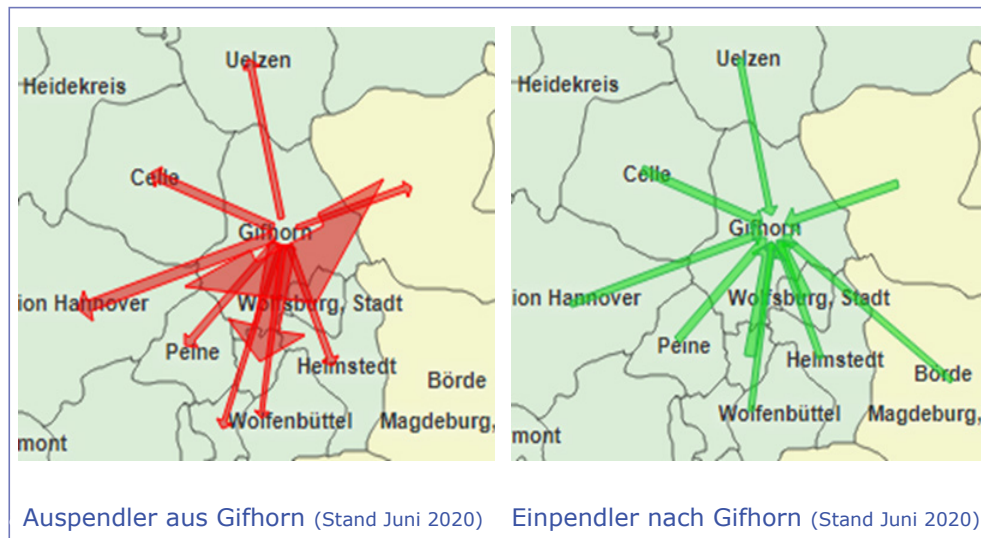 Uelzen
Heidekreis
Celle
Gifhorn
ion Hannover
Wolfsburg, Stadt
Peine
Helmstedt
Börde
Wolfenbüttel
Magdeburg,
mont
Auspendler aus Gifhorn (Stand Juni 2020)
Uelzen
Heidekreis
Celle
Gifhorn
ion Hannover
Wolfsburg, Stadt
Peine
Helmstedt
Börde
Wolfenbüttel
Magdeburg,
mont
Einpendler nach Gifhorn (Stand Juni 2020)